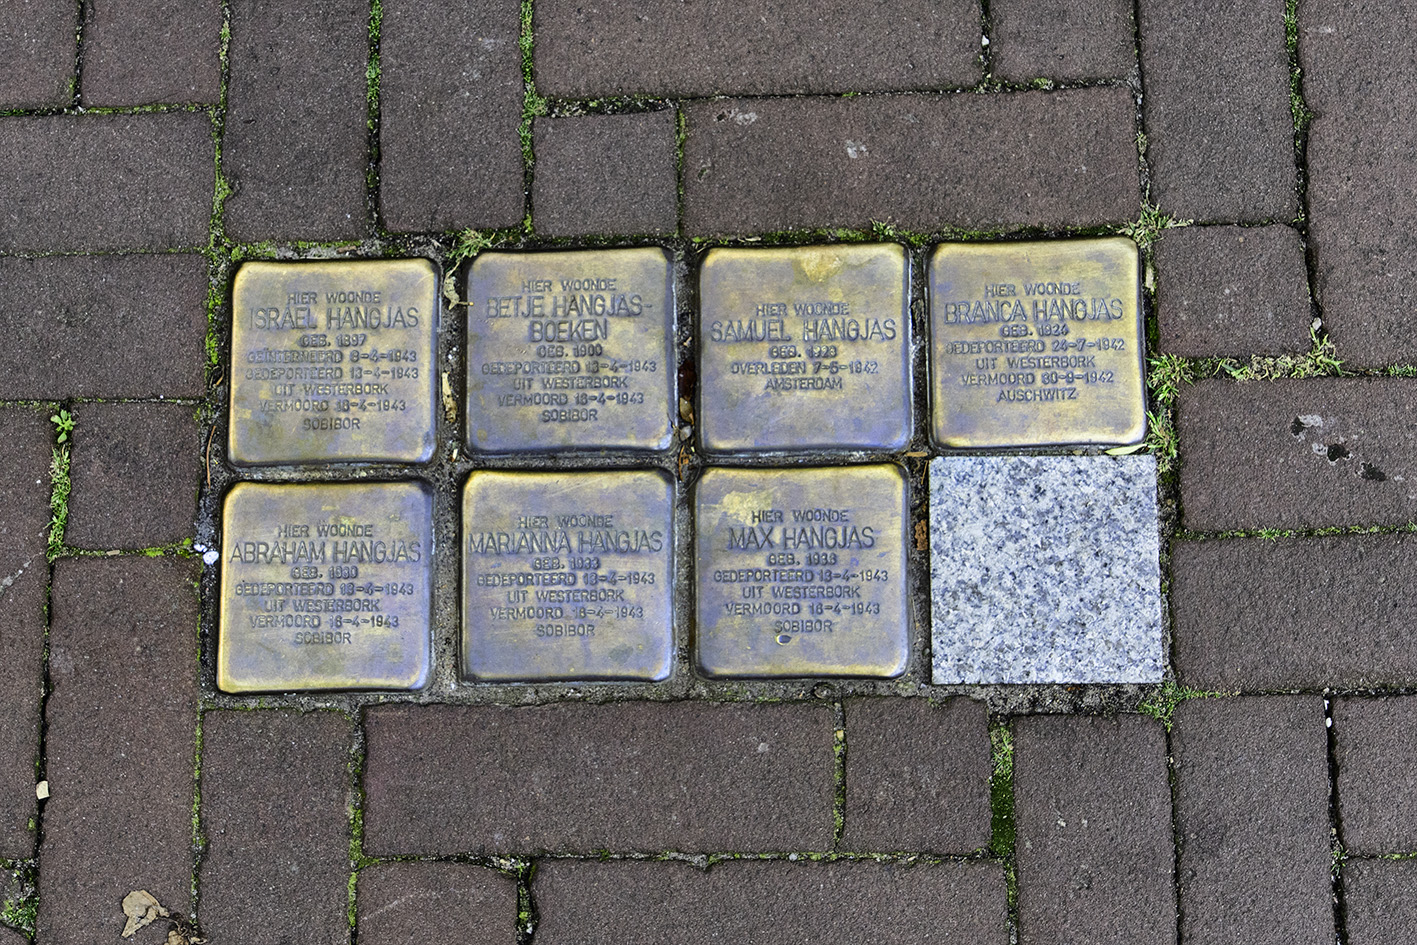 HIER WOONDE
ISRAEL HANGJAS
GEB. 1897
GEÏNTERNEERD 8-4-1943
GEDEPORTEERD 13-4-1943
UIT WESTERBORK
VERMOORD 16-4-1943
SOBIBOR
HIER WOONDE
BETJE HANGJAS-
BOEKEN
GEB. 1900
GEDEPORTEERD 13-4-1943
UIT WESTERBORK
VERMOORD 16-4-1943
SOBIBOR
HIER WOONDE
SAMUEL HANGJAS
GEB. 1923
OVERLEDEN 7-5-1942
AMSTERDAM
HIER WOONDE
BRANCA HANGJAS
GEB. 1924
GEDEPORTEERD 24-7-1942
UIT WESTERBORK
VERMOORD 30-9-1942
AUSCHWITZ
HIER WOONDE
ABRAHAM HANGJAS
GEB. 1930
GEDEPORTEERD 13-4-1943
UIT WESTERBORK
VERMOORD 16-4-1943
SOBIBOR
HIER WOONDE
MARIANNA HANGJAS
GEB. 1933
GEDEPORTEERD 13-4-1943
UIT WESTERBORK
VERMOORD 16-4-1943
SOBIBOR
HIER WOONDE
MAX HANGJAS
GEB.
GEDEPORTEERD 13-4-1943
UIT WESTERBORK
VERMOORD 16-4-1943
SOBIBOR